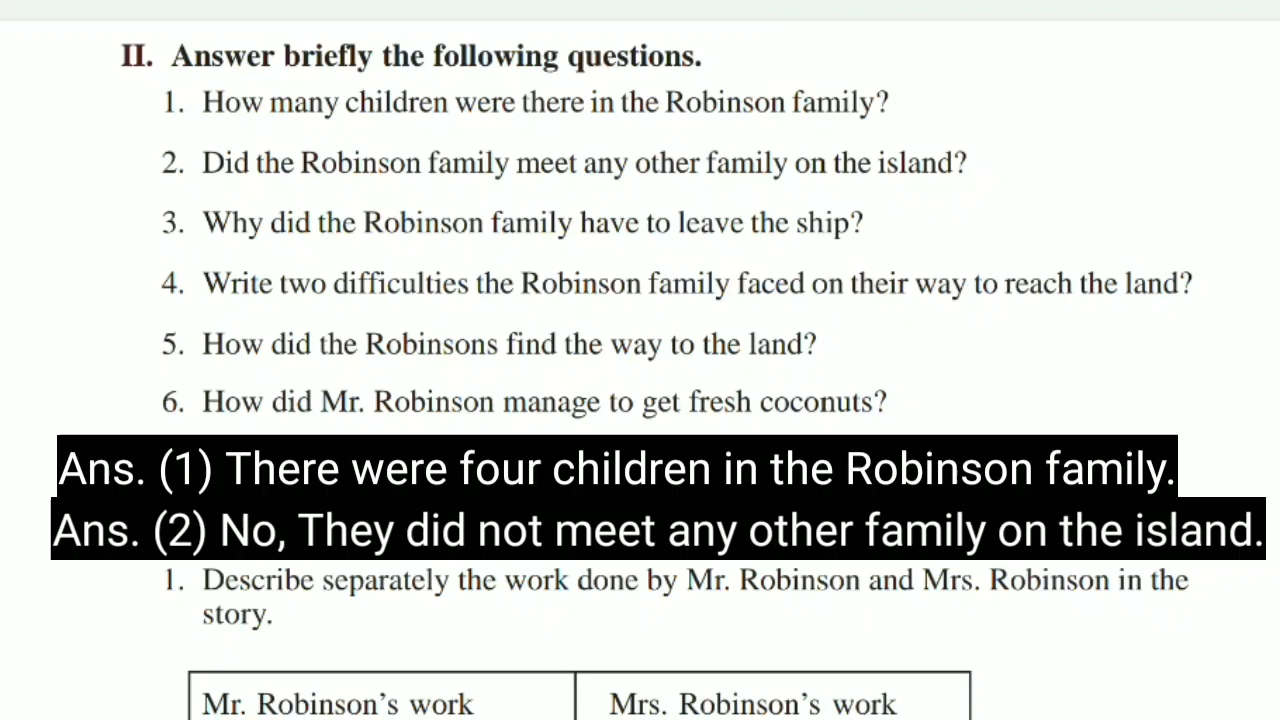 II. Answer briefly the following questions.
1. How many children were there in the Robinson family?
2. Did the Robinson family meet any other family on the island?
3. Why did the Robinson family have to leave the ship?
4. Write two difficulties the Robinson family faced on their way to reach the land?
5. How did the Robinsons find the way to the land?
6. How did Mr. Robinson manage to get fresh coconuts?
Ans. (1) There were four children in the Robinson family.
Ans. (2) No, They did not meet any other family on the island.
1. Describe separately the work done by Mr. Robinson and Mrs. Robinson in the
story.
Mr. Robinson's work Mrs. Robinson's work